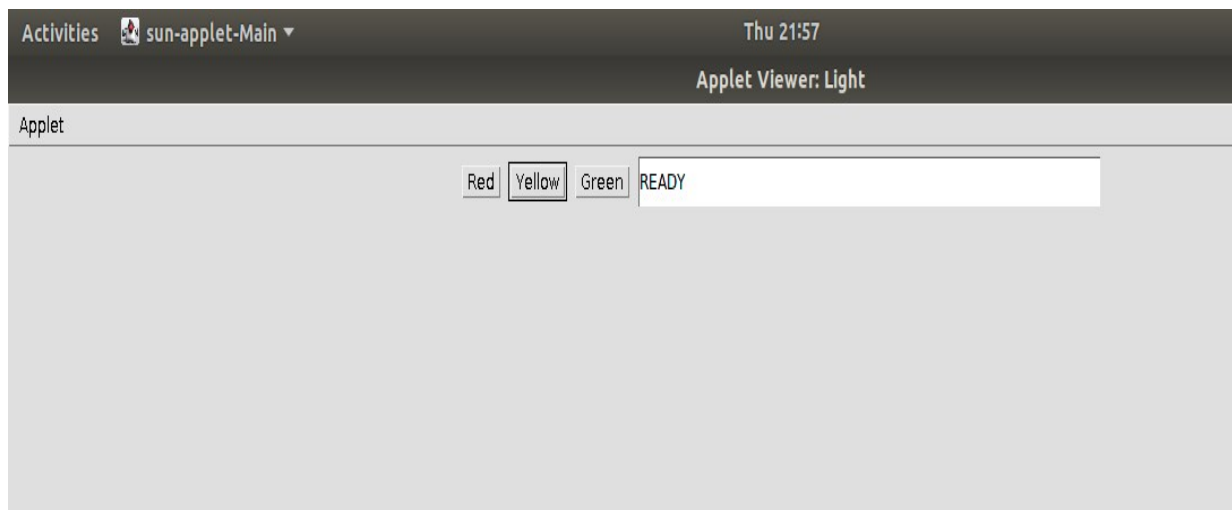 Activities sun-applet-Main Thu 21:57
Applet Viewer: Light
Applet
Red Yellow Green READY